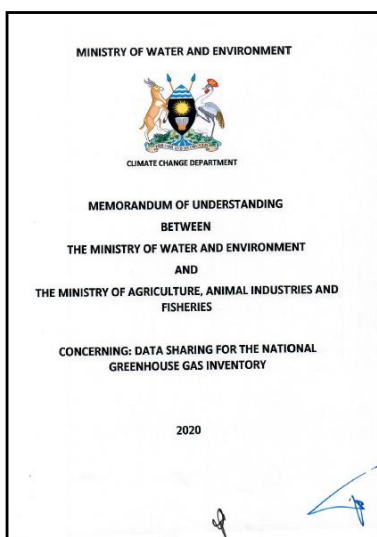 MINISTRY OF WATER AND ENVIRONMENT
CLIMATE CHANGE DEPARTMENT
MEMORANDUM OF UNDERSTANDING
BETWEEN
THE MINISTRY OF WATER AND ENVIRONMENT
AND
THE MINISTRY OF AGRICULTURE, ANIMAL INDUSTRIES AND
FISHERIES
CONCERNING: DATA SHARING FOR THE NATIONAL
GREENHOUSE GAS INVENTORY
2020